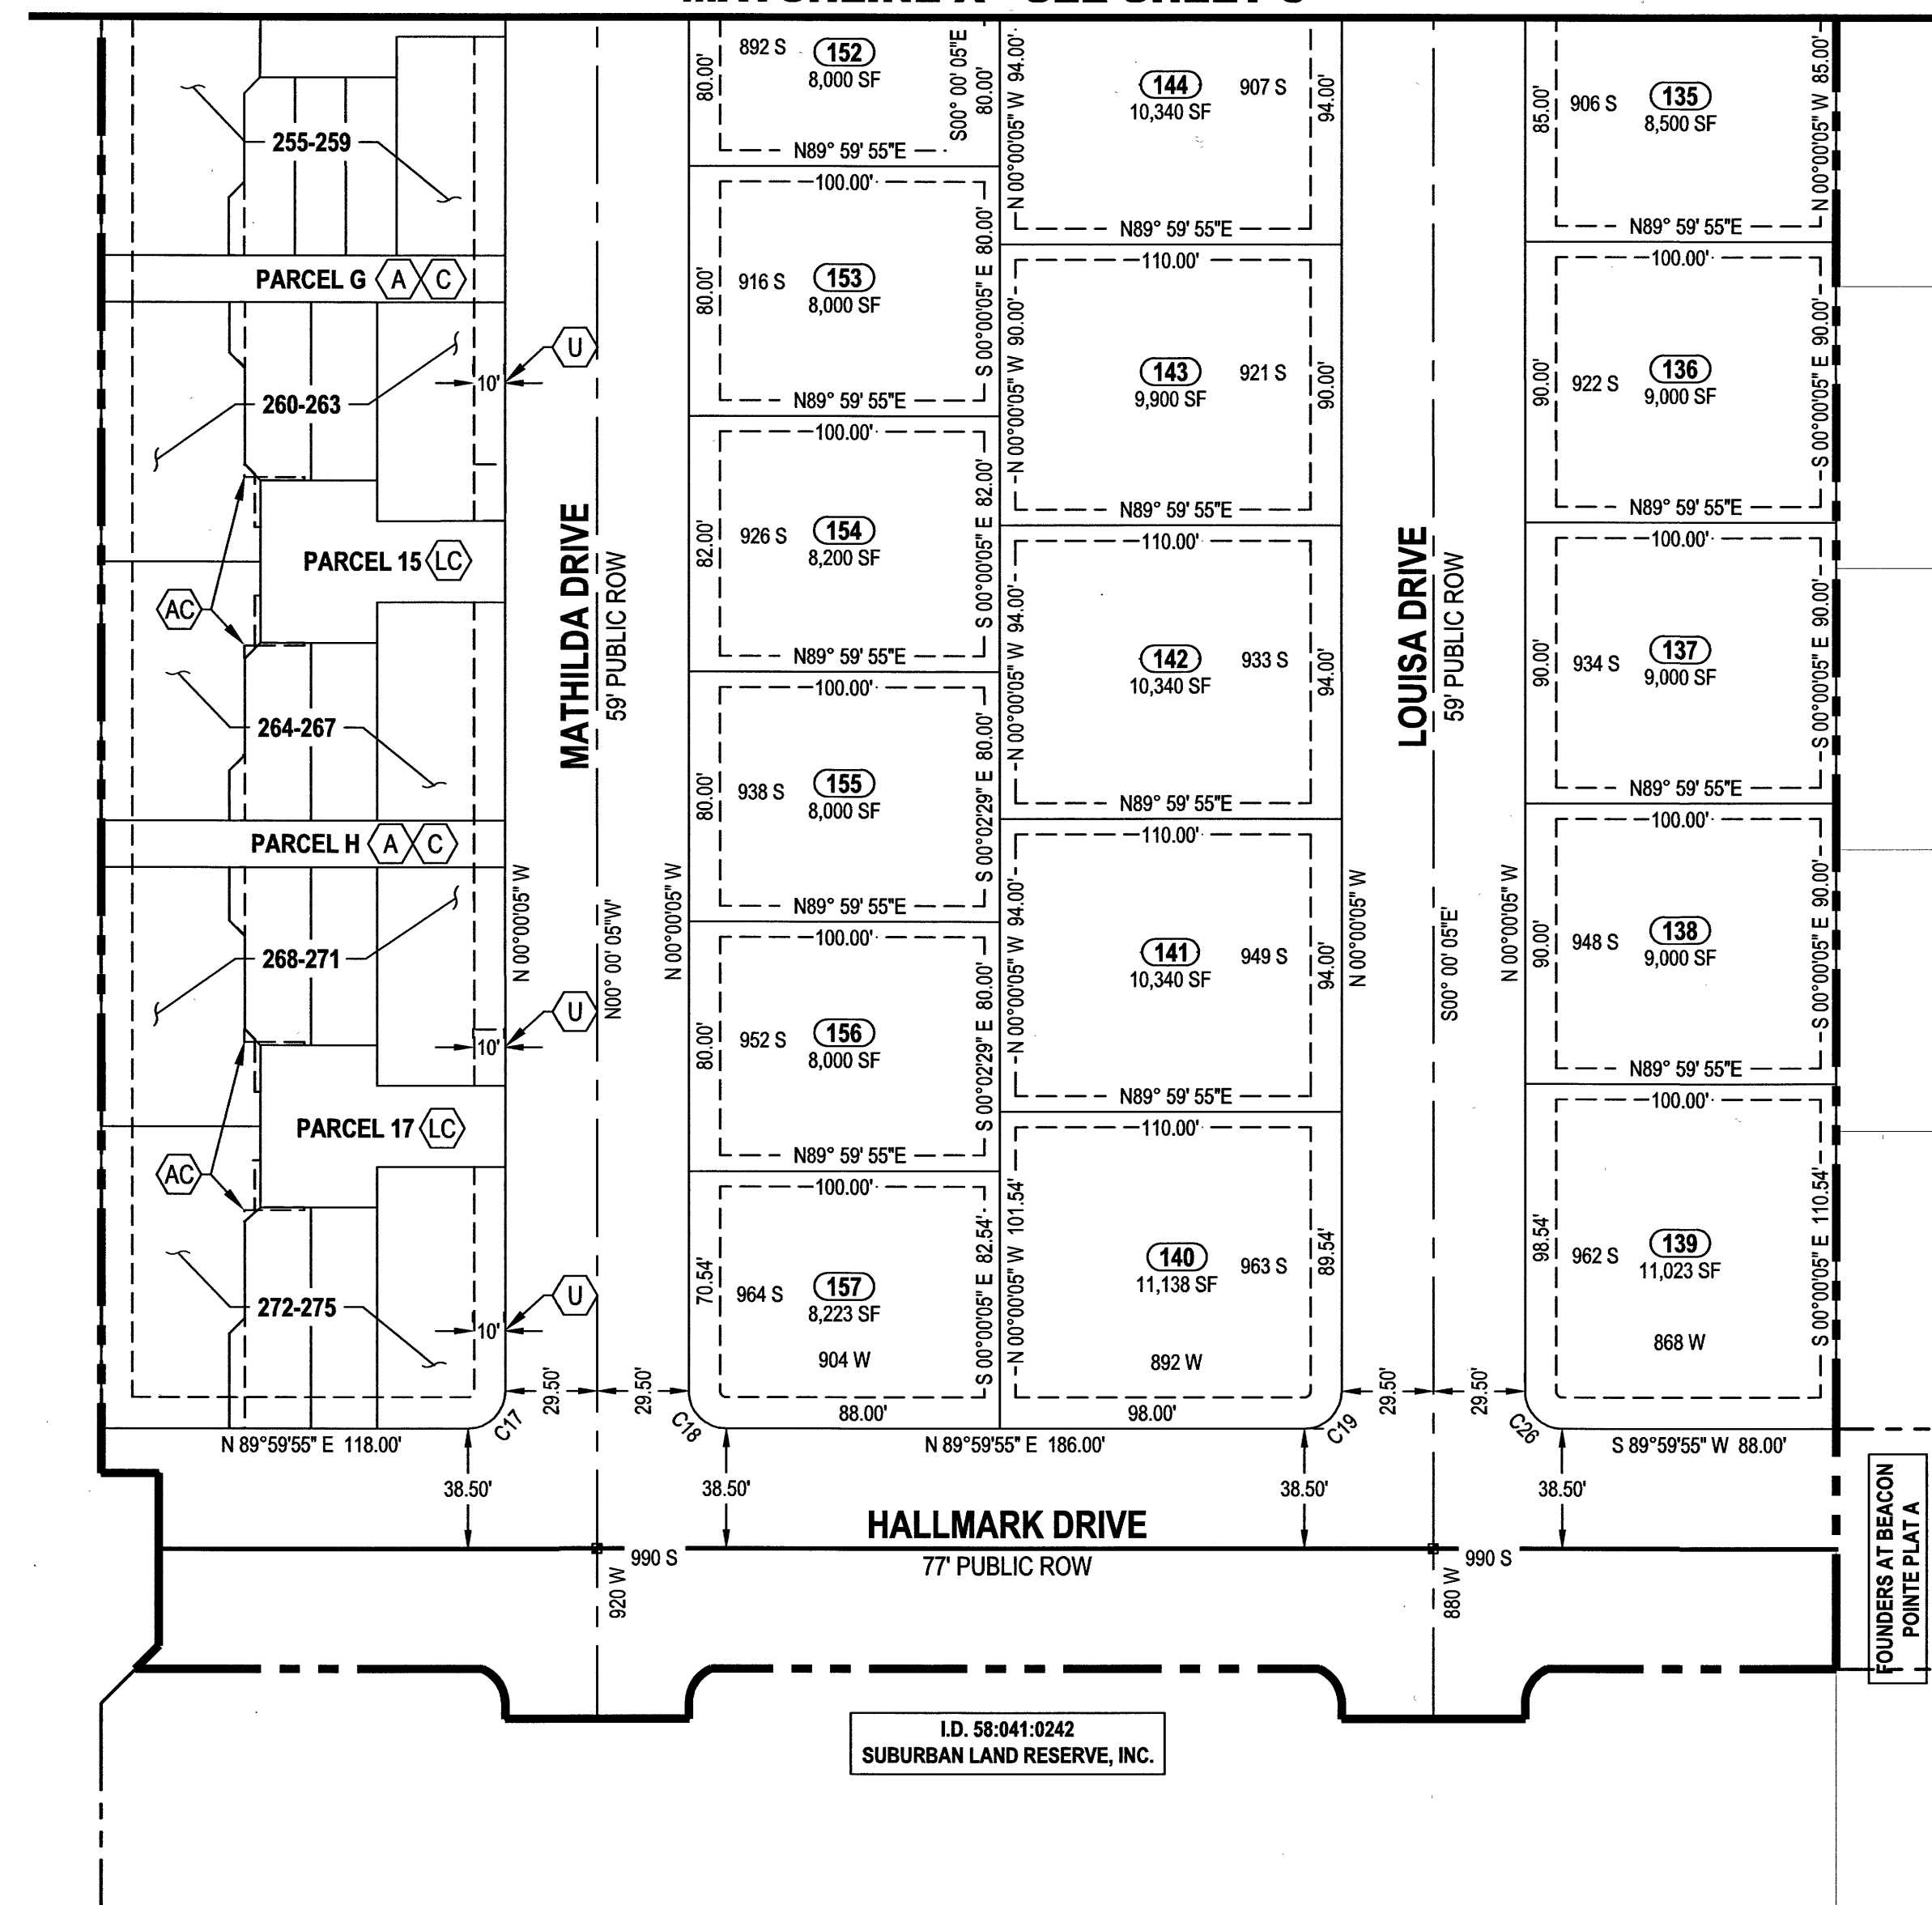 892 S
152
8,000 SF
80.00'
S00° 00' 05"E
80.00'
N89° 59' 55"E
N 00°00'05" W 94.00'
144
10,340 SF
907 S
94.00'
N89° 59' 55"E
85.00'
906 S
135
8,500 SF
N 00°00'05" W 85.00'
N89° 59' 55"E
255-259
PARCEL G
A
C
260-263
10'
U
PARCEL 15
LC
AC
264-267
PARCEL H
A
C
268-271
10'
U
PARCEL 17
LC
AC
272-275
10'
U
N 00°00'05" W
MATHILDA DRIVE
59' PUBLIC ROW
N00° 00' 05"W'
N 00°00'05" W
100.00'
80.00'
916 S
153
8,000 SF
S 00°00'05" E 80.00'
N89° 59' 55"E
100.00'
82.00'
926 S
154
8,200 SF
S 00°00'05" E 82.00'
N89° 59' 55"E
100.00'
80.00'
938 S
155
8,000 SF
S 00°02'29" E 80.00'
N89° 59' 55"E
100.00'
80.00'
952 S
156
8,000 SF
S 00°02'29" E 80.00'
N89° 59' 55"E
100.00'
70.54'
964 S
157
8,223 SF
904 W
S 00°00'05" E 82.54'
88.00'
110.00'
N 00°00'05" W 90.00'
143
9,900 SF
921 S
90.00'
N89° 59' 55"E
110.00'
N 00°00'05" W 94.00'
142
10,340 SF
933 S
94.00'
N89° 59' 55"E
110.00'
N 00°00'05" W 94.00'
141
10,340 SF
949 S
94.00'
N89° 59' 55"E
110.00'
N 00°00'05" W 101.54'
140
11,138 SF
963 S
892 W
89.54'
98.00'
N 00°00'05" W
LOUISA DRIVE
59' PUBLIC ROW
S00° 00' 05"E'
N 00°00'05" W
100.00'
90.00'
922 S
136
9,000 SF
S 00°00'05" E 90.00'
N89° 59' 55"E
100.00'
90.00'
934 S
137
9,000 SF
S 00°00'05" E 90.00'
N89° 59' 55"E
100.00'
90.00'
948 S
138
9,000 SF
S 00°00'05" E 90.00'
N89° 59' 55"E
100.00'
98.54'
962 S
139
11,023 SF
868 W
S 00°00'05" E 110.54'
C17
29.50'
29.50'
C18
C19
29.50'
29.50'
C26
N 89°59'55" E 118.00'
N 89°59'55" E 186.00'
S 89°59'55" W 88.00'
38.50'
38.50'
38.50'
38.50'
HALLMARK DRIVE
77' PUBLIC ROW
990 S
990 S
920 W
880 W
FOUNDERS AT BEACON
POINTE PLAT A
I.D. 58:041:0242
SUBURBAN LAND RESERVE, INC.